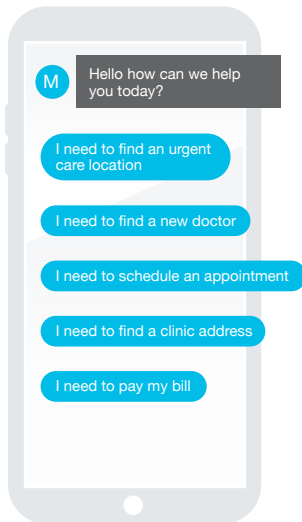 M
Hello how can we help
you today?
I need to find an urgent
care location
I need to find a new doctor
I need to schedule an appointment
I need to find a clinic address
I need to pay my bill